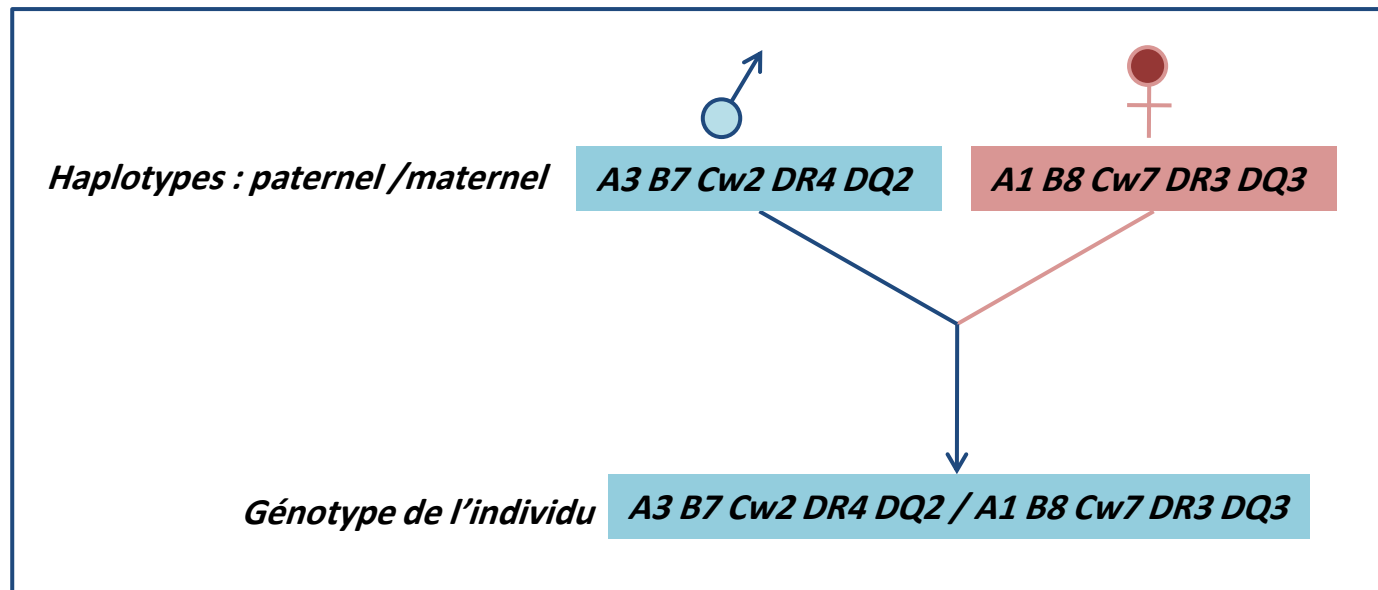 Haplotypes : paternel /maternel A3 B7 Cw2 DR4 DQ2 A1 B8 Cw7 DR3 DQ3
Génotype de l’individu A3 B7 Cw2 DR4 DQ2 / A1 B8 Cw7 DR3 DQ3